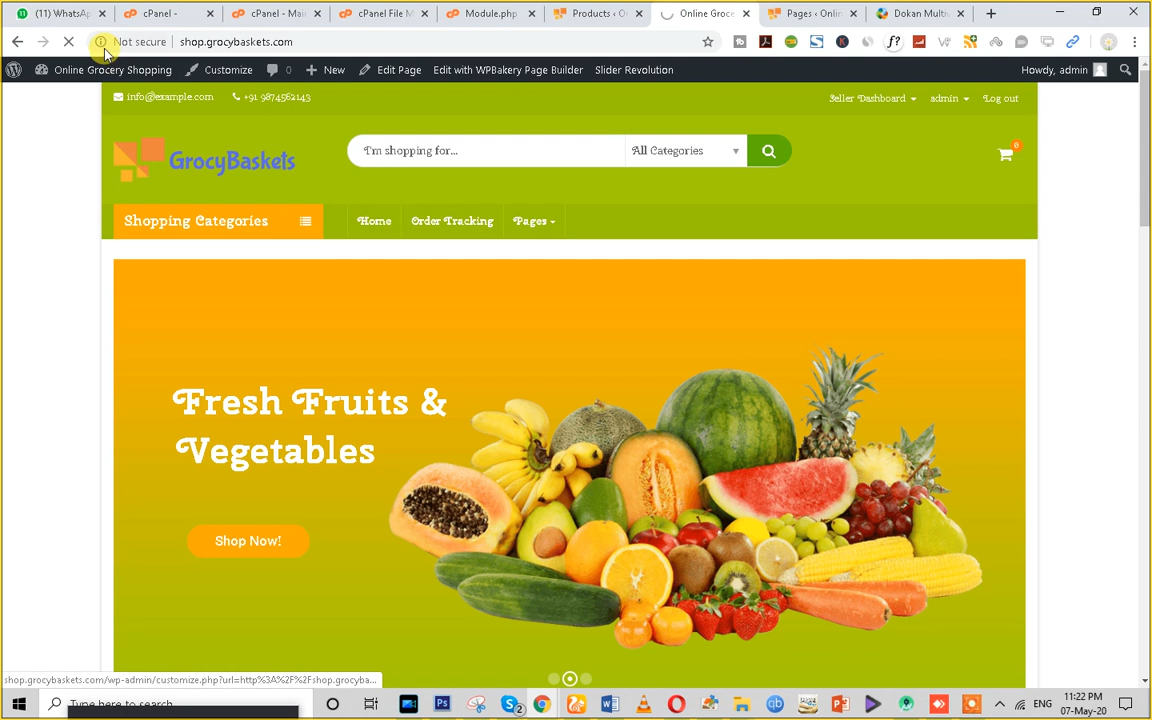 (11) WhatsA
cPanel -
cPanel - Mai
cPanel File M
Module.php
Products ‹ O
Online Groce
Pages ‹ Onlin
Dokan Multi
Not secure
shop.grocybaskets.com
Online Grocery Shopping
Customize
0
New
Edit Page
Edit with WPBakery Page Builder
Slider Revolution
Howdy, admin
info@example.com
+91 9874562143
Seller Dashboard
admin
Log out
GrocyBaskets
I'm shopping for...
All Categories
0
Shopping Categories
Home
Order Tracking
Pages
Fresh Fruits &
Vegetables
Shop Now!
shop.grocybaskets.com/wp-admin/customize.php?url=http%3A%2F%2Fshop.grocyba...
Type here to search
ENG
11:22 PM
07-May-20